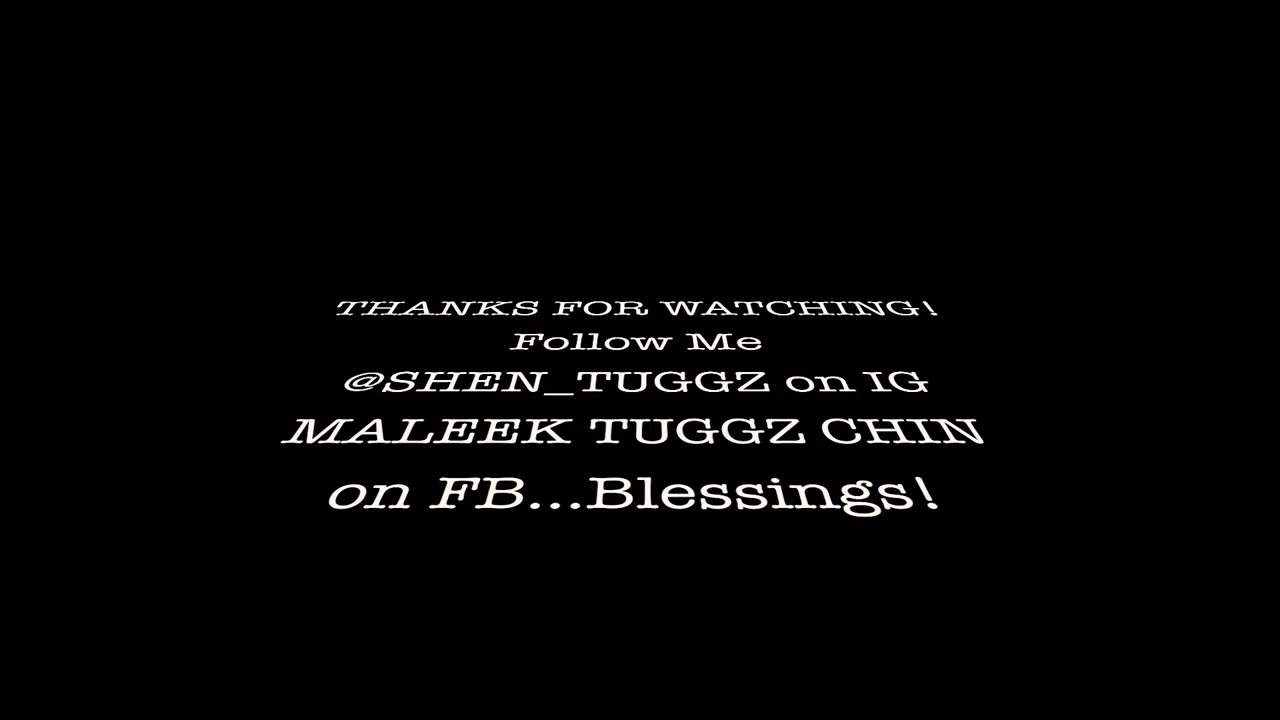 THANKS FOR WATCHING!
Follow Me
@SHEN_TUGGZ on IG
MALEEK TUGGZ CHIN
on FB...Blessings!